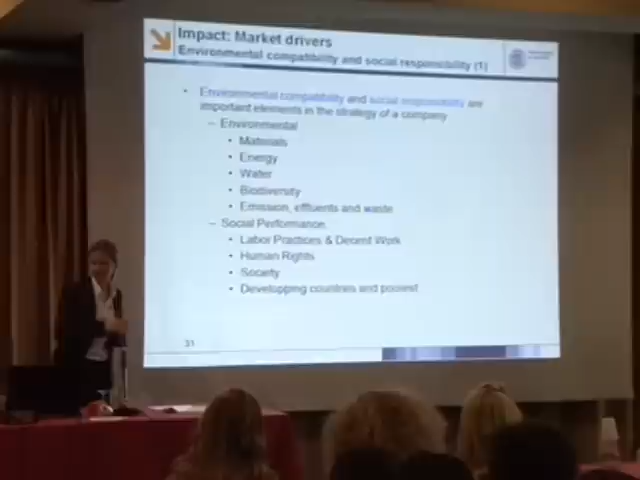 Impact: Market drivers
Environmental compatibility and social responsibility (1)
• Environmental compatibility and social responsibility are
important elements in the strategy of a company
– Environmental
• Materials
• Energy
• Water
• Biodiversity
• Emission, effluents and waste
– Social Performance
• Labor Practices & Decent Work
• Human Rights
• Society
• Developping countries and poorest
31